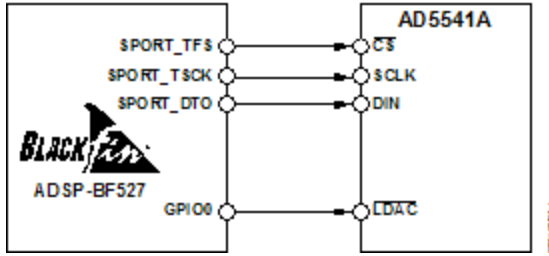 AD5541A
SPORT_TFS
CS
SPORT_TSCK
SCLK
SPORT_DTO
DIN
BLACKfin
ADSP-BF527
GPIO0
LDAC